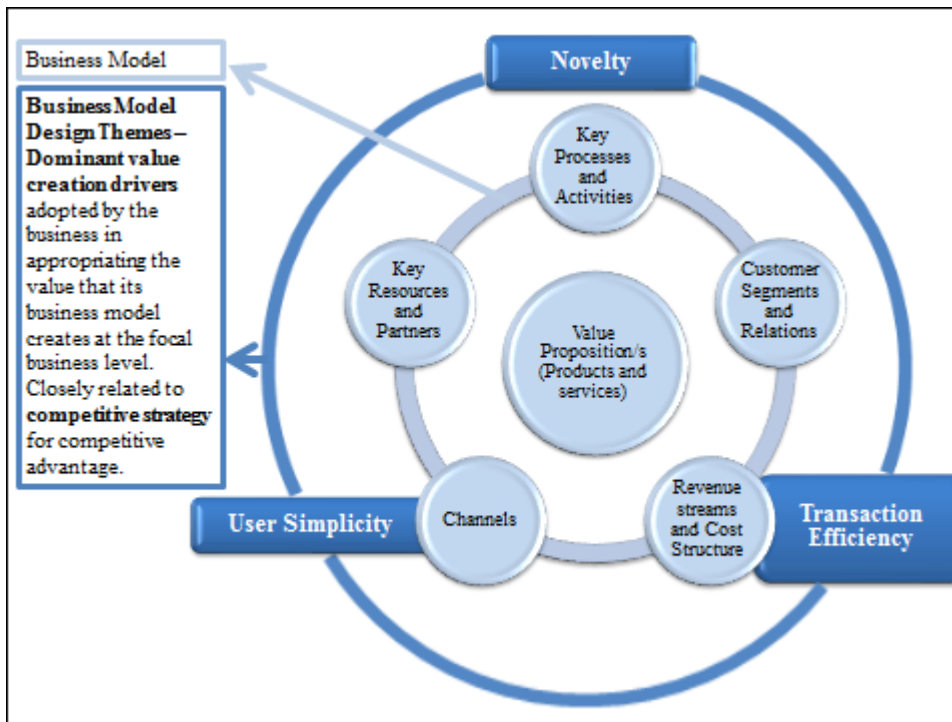 Business Model
Business Model
Design Themes –
Dominant value
creation drivers
adopted by the
business in
appropriating the
value that its
business model
creates at the focal
business level.
Closely related to
competitive strategy
for competitive
advantage.
Novelty
Key
Processes
and
Activities
Key
Resources
and
Partners
Customer
Segments
and
Relations
Value
Proposition/s
(Products and
services)
User Simplicity
Channels
Revenue
streams
and Cost
Structure
Transaction
Efficiency